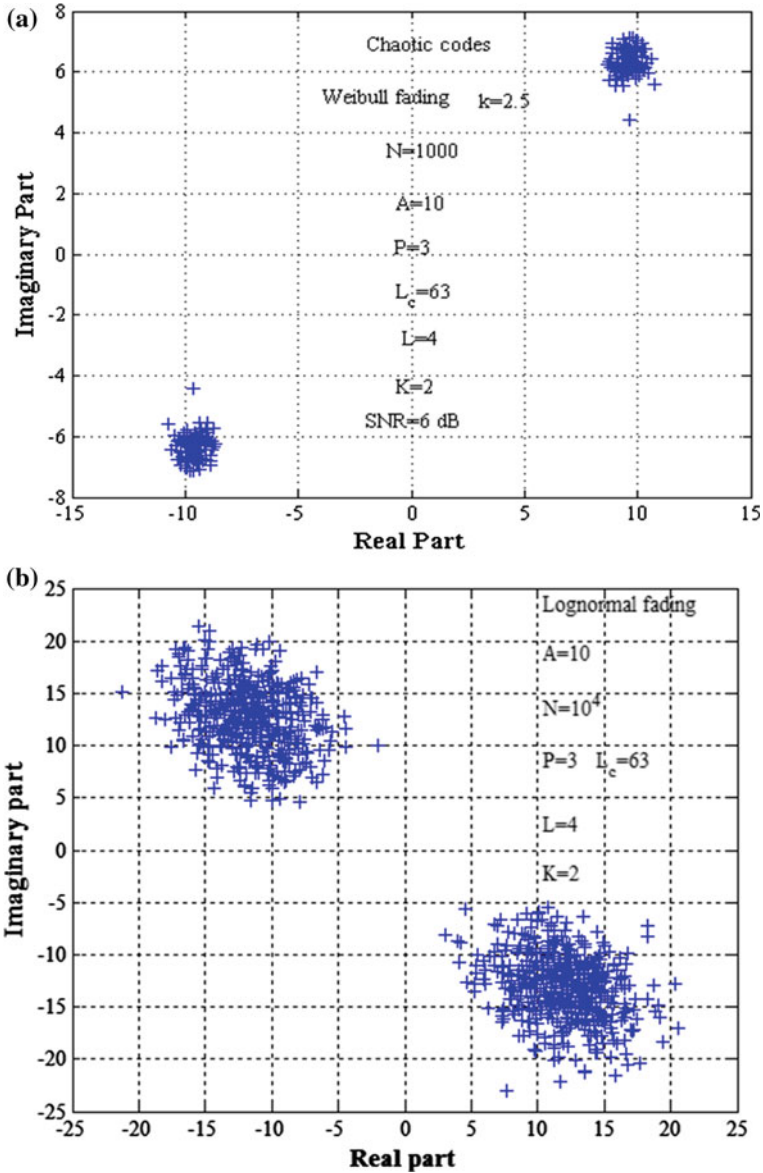 (a)
8
6
4
2
0
-2
-4
-6
-8
Imaginary Part
Chaotic codes
Weibull fading k=2.5
N=1000
A=10
P=3
L_c=63
L=4
K=2
SNR=6 dB
-15 -10 -5 0 5 10 15
Real Part
(b)
25
20
15
10
5
0
-5
-10
-15
-20
-25
Imaginary part
Lognormal fading
A=10
N=10^4
P=3 L_c=63
L=4
K=2
-25 -20 -15 -10 -5 0 5 10 15 20 25
Real part